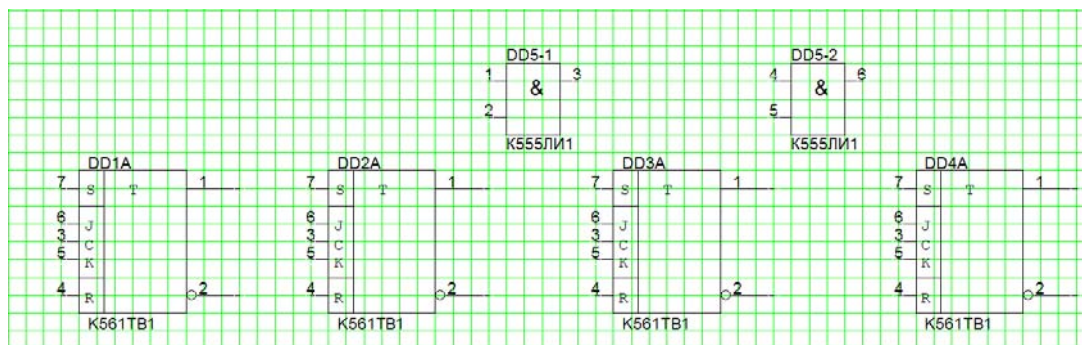 DD5-1 DD5-2
1 & 3 4 & 6
2 5
К555ЛИ1 К555ЛИ1
DD1A DD2A DD3A DD4A
7 S T 1 7 S T 1 7 S T 1 7 S T 1
6 J 6 J 6 J 6 J
3 C 3 C 3 C 3 C
5 K 5 K 5 K 5 K
4 R 2 4 R 2 4 R 2 4 R 2
К561ТВ1 К561ТВ1 К561ТВ1 К561ТВ1